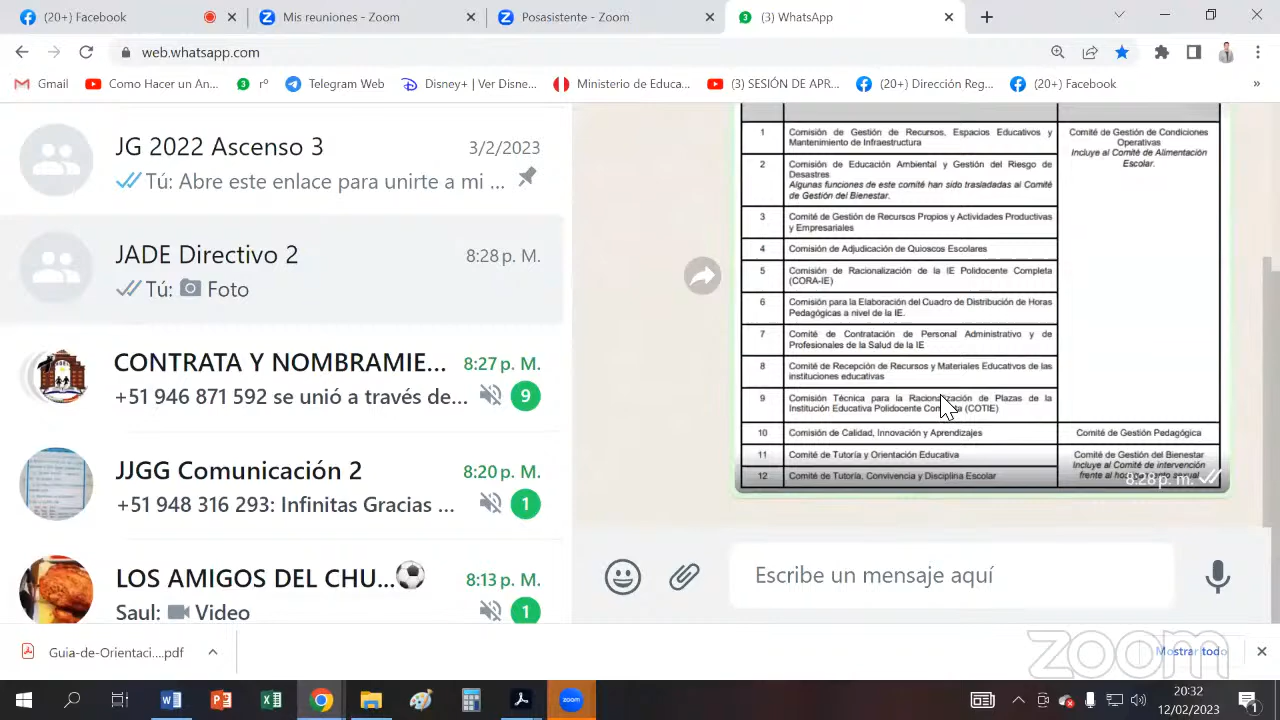 (20+) Facebook
Mis reuniones - Zoom
Posasistente - Zoom
(3) WhatsApp
web.whatsapp.com
Gmail
Como Hacer un An...
3 rº
Telegram Web
Disney+ | Ver Disne...
Ministerio de Educa...
(3) SESIÓN DE APR...
(20+) Dirección Reg...
(20+) Facebook
»
JG 2022 Ascenso 3
3/2/2023
Tú: Abre este enlace para unirte a mi ...
JADE Directivo 2
8:28 p. M.
Tú: Foto
CONTRATA Y NOMBRAMIE...
8:27 p. M.
+51 946 871 592 se unió a través de...
9
JJGG Comunicación 2
8:20 p. M.
+51 948 316 293: Infinitas Gracias ...
1
LOS AMIGOS DEL CHU...
8:13 p. M.
Saul: Video
1
1 Comisión de Gestión de Recursos, Espacios Educativos y
Mantenimiento de Infraestructura
2 Comisión de Educación Ambiental y Gestión del Riesgo de
Desastres
Algunas funciones de este comité han sido trasladadas al Comité
de Gestión del Bienestar.
3 Comité de Gestión de Recursos Propios y Actividades Productivas
y Empresariales
4 Comisión de Adjudicación de Quioscos Escolares
5 Comisión de Racionalización de la IE Polidocente Completa
(CORA-IE)
6 Comisión para la Elaboración del Cuadro de Distribución de Horas
Pedagógicas a nivel de la IE.
7 Comité de Contratación de Personal Administrativo y de
Profesionales de la Salud de la IE
8 Comité de Recepción de Recursos y Materiales Educativos de las
instituciones educativas
9 Comisión Técnica para la Racionalización de Plazas de la
Institución Educativa Polidocente Completa (COTIE)
Comité de Gestión de Condiciones
Operativas
Incluye al Comité de Alimentación
Escolar.
10 Comisión de Calidad, Innovación y Aprendizajes
Comité de Gestión Pedagógica
11 Comité de Tutoría y Orientación Educativa
12 Comité de Tutoría, Convivencia y Disciplina Escolar
Comité de Gestión del Bienestar
Incluye al Comité de intervención
frente al
8:28 p. m.
Escribe un mensaje aquí
Guia-de-Orientaci....pdf
Mostrar todo
zoom
zoom
20:32
12/02/2023
1